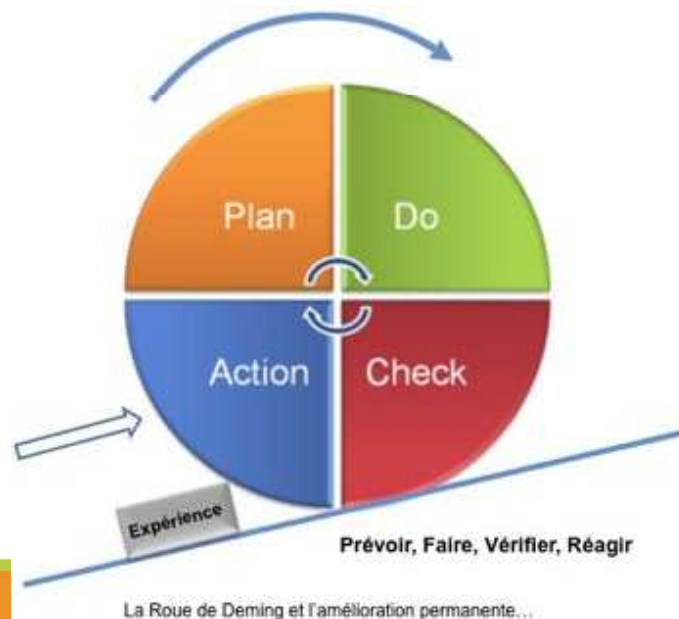 Plan
Do
Action
Check
Expérience
Prévoir, Faire, Vérifier, Réagir
La Roue de Deming et l'amélioration permanente...